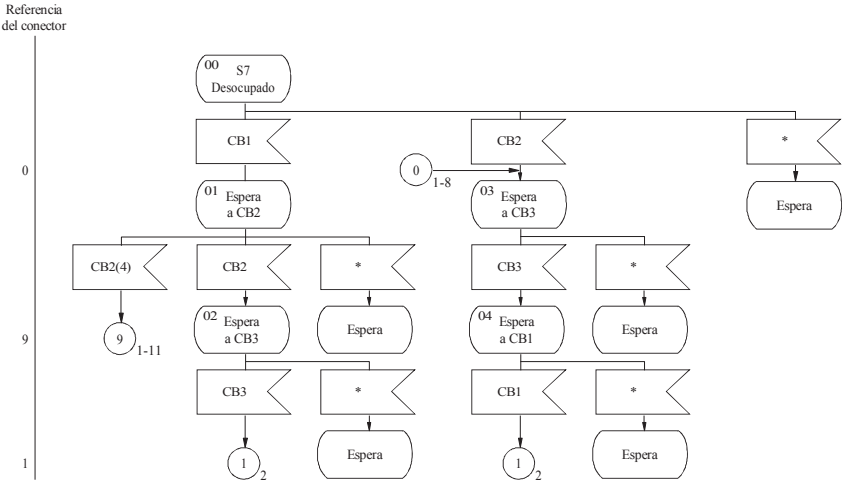 Referencia
del conector
00 S7
Desocupado
CB1
CB2
*
0
0
1-8
01 Espera
a CB2
03 Espera
a CB3
Espera
CB2(4)
CB2
*
CB3
*
9
9
1-11
02 Espera
a CB3
Espera
04 Espera
a CB1
Espera
CB3
*
CB1
*
1
1
2
Espera
1
2
Espera